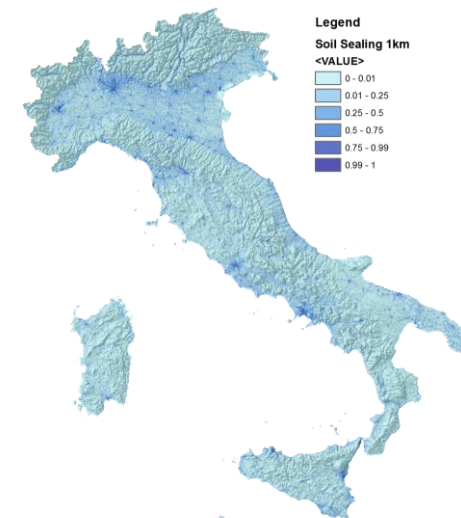 Legend
Soil Sealing 1km
<VALUE>
0 - 0.01
0.01 - 0.25
0.25 - 0.5
0.5 - 0.75
0.75 - 0.99
0.99 - 1